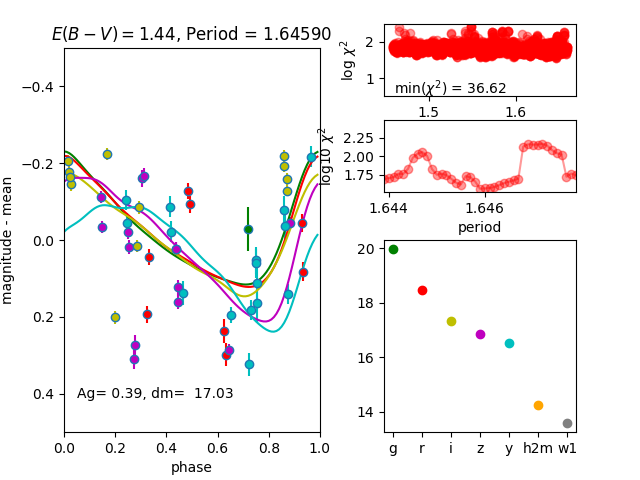 E(B − V) = 1.44, Period = 1.64590
magnitude - mean
−0.4
−0.2
0.0
0.2
0.4
Ag= 0.39, dm=  17.03
0.0 0.2 0.4 0.6 0.8 1.0
phase
log χ²
2
1
min(χ²) = 36.62
1.5 1.6
log10 χ²
2.25
2.00
1.75
1.644 1.646
period
20
18
16
14
g r i z y h2m w1